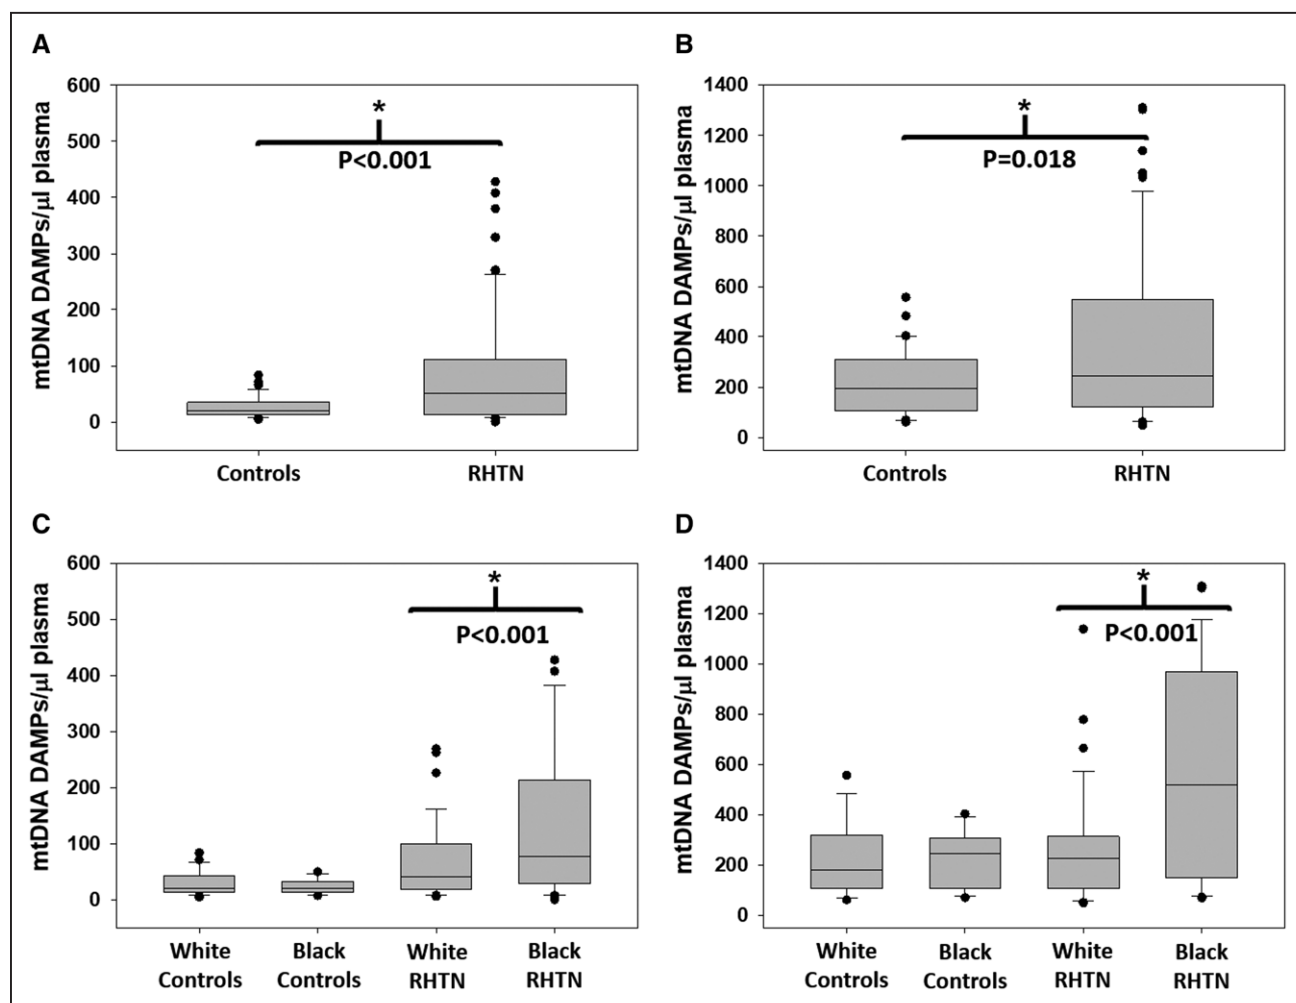 A
mtDNA DAMPs/µl plasma
600
500
400
300
200
100
0
*
P<0.001
Controls
RHTN
B
mtDNA DAMPs/µl plasma
1400
1200
1000
800
600
400
200
0
*
P=0.018
Controls
RHTN
C
mtDNA DAMPs/µl plasma
600
500
400
300
200
100
0
*
P<0.001
White
Controls
Black
Controls
White
RHTN
Black
RHTN
D
mtDNA DAMPs/µl plasma
1400
1200
1000
800
600
400
200
0
*
P<0.001
White
Controls
Black
Controls
White
RHTN
Black
RHTN